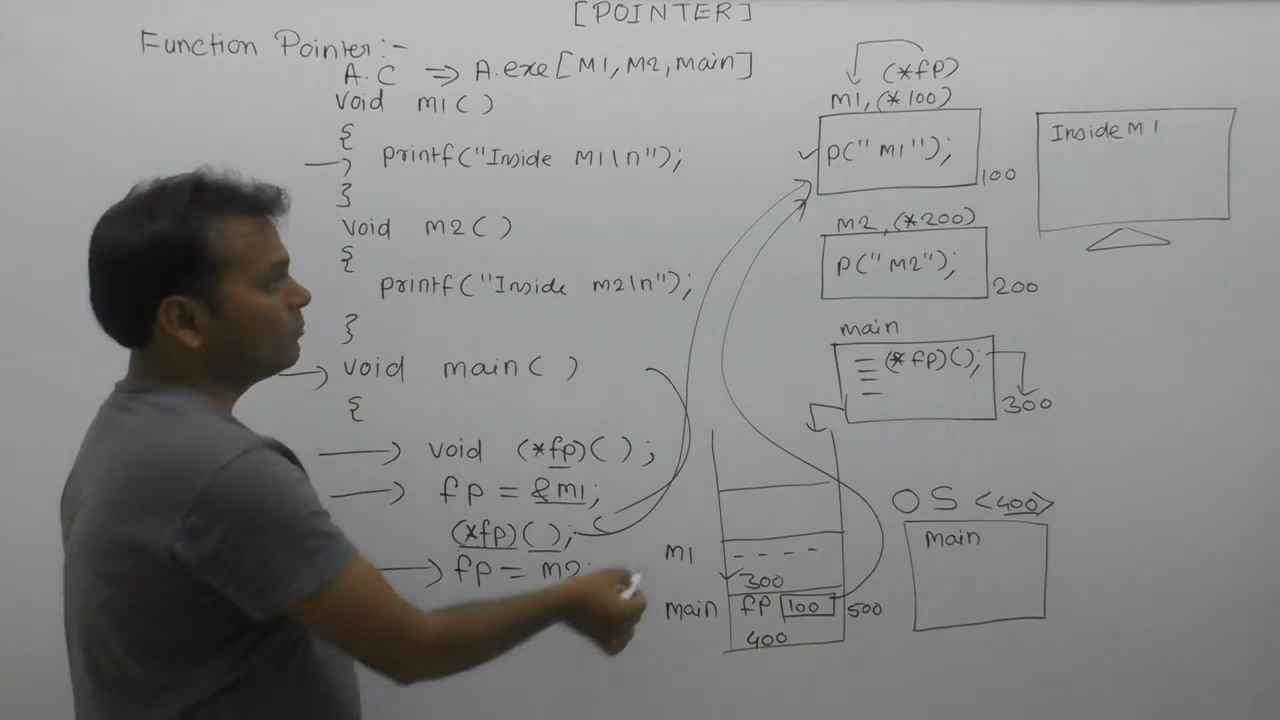 [POINTER]
Function Pointer:-
A.C => A.exe[M1, M2, main]
void m1()
{
printf("Inside M1\n");
}
void m2()
{
printf("Inside m2\n");
}
void main()
{
void (*fp)();
fp = &m1;
(*fp)();
fp = m2;
(*fp)
m1, (*100)
p("m1");
100
m2, (*200)
p("m2");
200
main
(*fp)();
300
Inside M1
m1
300
main fp 100 500
400
OS <400>
main